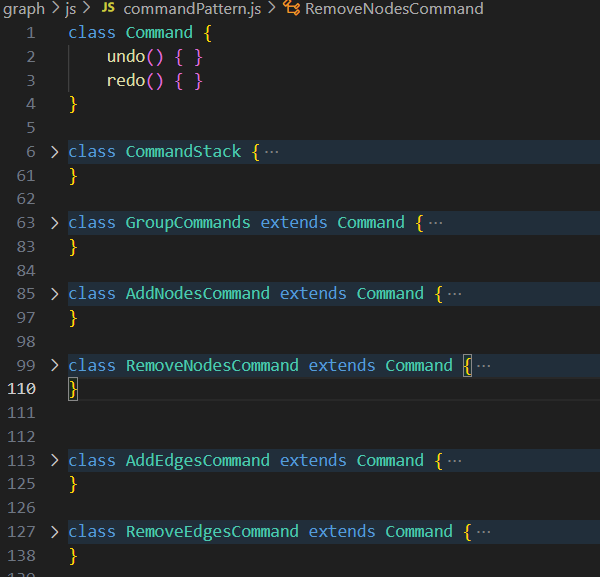 graph > js > JS commandPattern.js > RemoveNodesCommand
1 class Command {
2 undo() { }
3 redo() { }
4 }
5
6 > class CommandStack { ···
61 }
62
63 > class GroupCommands extends Command { ···
83 }
84
85 > class AddNodesCommand extends Command { ···
97 }
98
99 > class RemoveNodesCommand extends Command { ···
110 }
111
112
113 > class AddEdgesCommand extends Command { ···
125 }
126
127 > class RemoveEdgesCommand extends Command { ···
138 }